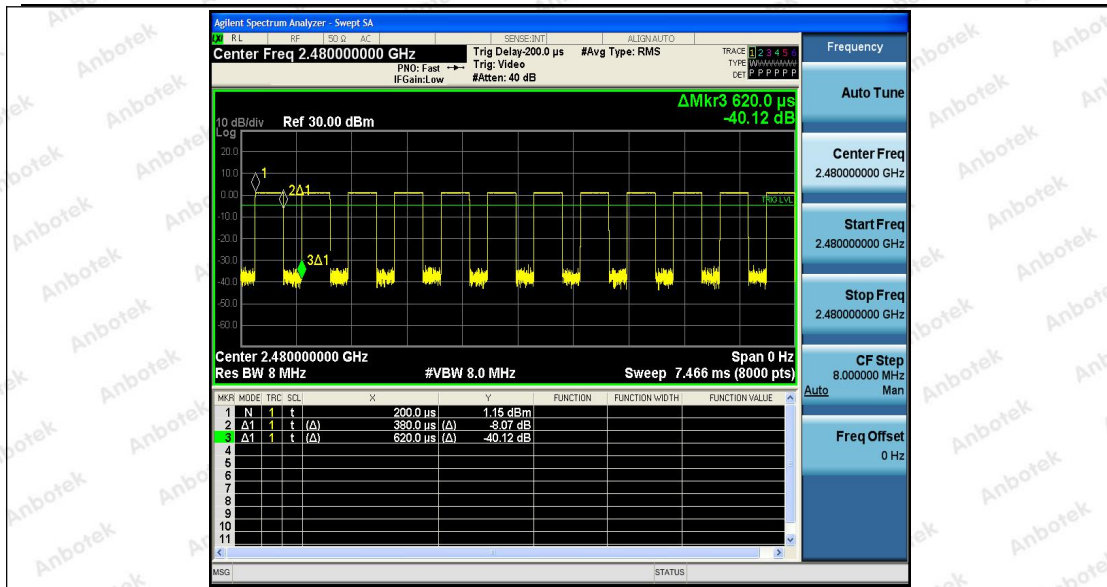 Agilent Spectrum Analyzer - Swept SA
RL RF 50 Ω AC SENSE:INT ALIGNAUTO
Center Freq 2.480000000 GHz
PNO: Fast
IFGain:Low
Trig Delay-200.0 µs
Trig: Video
#Atten: 40 dB
#Avg Type: RMS
TRACE 1 2 3 4 5 6
TYPE
DET P P P P P P
ΔMkr3 620.0 µs
-40.12 dB
10 dB/div Ref 30.00 dBm
Log
20.0
10.0
0.00
-10.0
-20.0
-30.0
-40.0
-50.0
-60.0
1
2Δ1
3Δ1
TRIG LVL
Center 2.480000000 GHz Span 0 Hz
Res BW 8 MHz #VBW 8.0 MHz Sweep 7.466 ms (8000 pts)
MKR MODE TRC SCL X Y FUNCTION FUNCTION WIDTH FUNCTION VALUE
1 N 1 t 200.0 µs 1.15 dBm
2 Δ1 1 t (Δ) 380.0 µs (Δ) -8.07 dB
3 Δ1 1 t (Δ) 620.0 µs (Δ) -40.12 dB
4
5
6
7
8
9
10
11
MSG STATUS
Frequency
Auto Tune
Center Freq
2.480000000 GHz
Start Freq
2.480000000 GHz
Stop Freq
2.480000000 GHz
CF Step
8.000000 MHz
Auto Man
Freq Offset
0 Hz
Anbotek